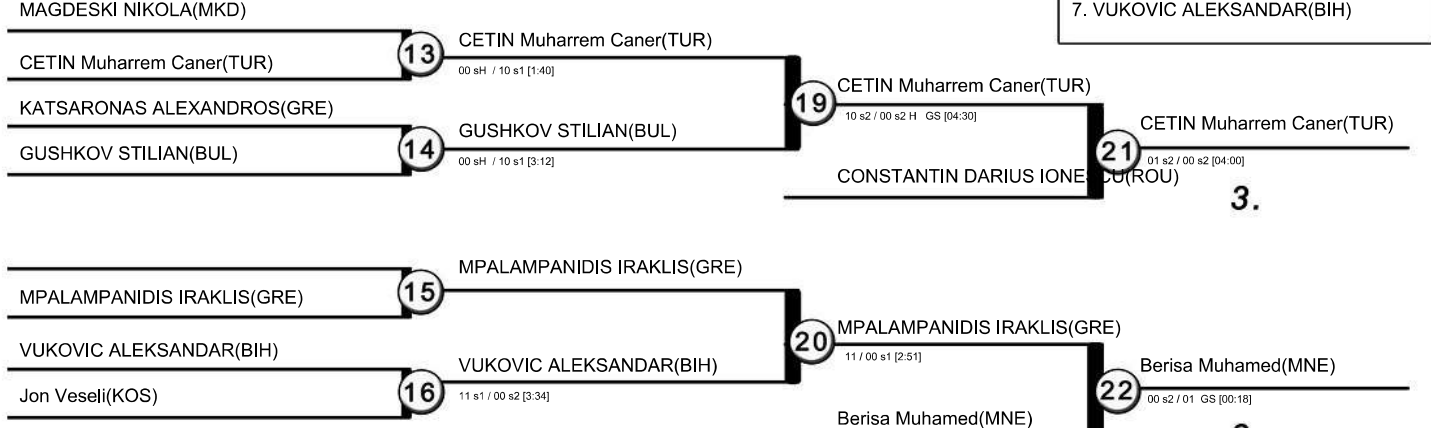 MAGDESKI NIKOLA(MKD)
7. VUKOVIC ALEKSANDAR(BIH)
13
CETIN Muharrem Caner(TUR)
CETIN Muharrem Caner(TUR)
00 sH / 10 s1 [1:40]
19
CETIN Muharrem Caner(TUR)
10 s2 / 00 s2 H GS [04:30]
KATSARONAS ALEXANDROS(GRE)
14
GUSHKOV STILIAN(BUL)
GUSHKOV STILIAN(BUL)
00 sH / 10 s1 [3:12]
21
CETIN Muharrem Caner(TUR)
01 s2 / 00 s2 [04:00]
CONSTANTIN DARIUS IONESCU(ROU)
3.
15
MPALAMPANIDIS IRAKLIS(GRE)
MPALAMPANIDIS IRAKLIS(GRE)
20
MPALAMPANIDIS IRAKLIS(GRE)
11 / 00 s1 [2:51]
VUKOVIC ALEKSANDAR(BIH)
16
VUKOVIC ALEKSANDAR(BIH)
Jon Veseli(KOS)
11 s1 / 00 s2 [3:34]
22
Berisa Muhamed(MNE)
00 s2 / 01 GS [00:18]
Berisa Muhamed(MNE)